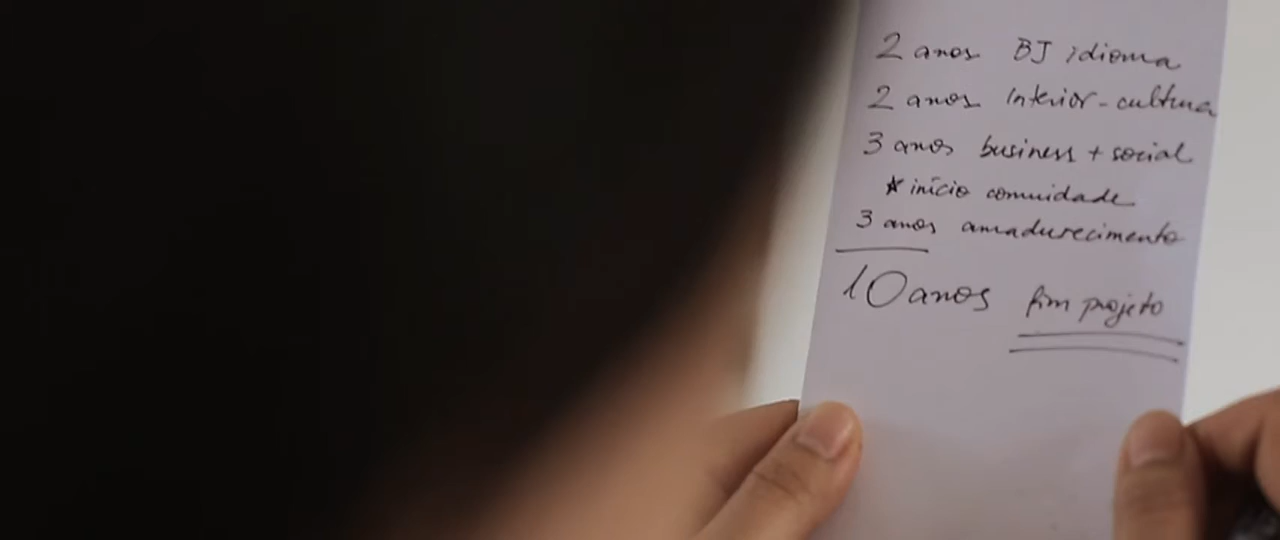 2 anos BJ idioma
2 anos Interior-cultura
3 anos business + social
* início comuidade
3 anos amadurecimento
10 anos fim projeto